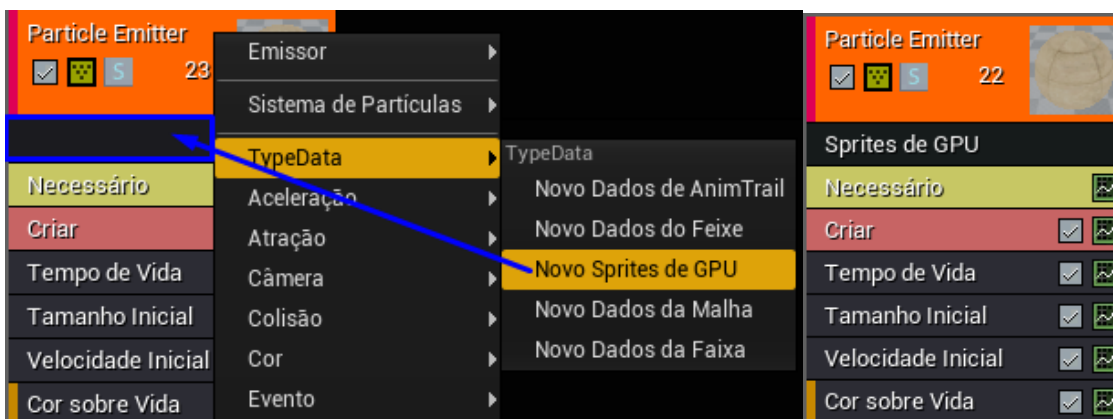 Particle Emitter
23
Necessário
Criar
Tempo de Vida
Tamanho Inicial
Velocidade Inicial
Cor sobre Vida
Emissor
Sistema de Partículas
TypeData
Aceleração
Atração
Câmera
Colisão
Cor
Evento
TypeData
Novo Dados de AnimTrail
Novo Dados do Feixe
Novo Sprites de GPU
Novo Dados da Malha
Novo Dados da Faixa
Particle Emitter
S 22
Sprites de GPU
Necessário
Criar
Tempo de Vida
Tamanho Inicial
Velocidade Inicial
Cor sobre Vida